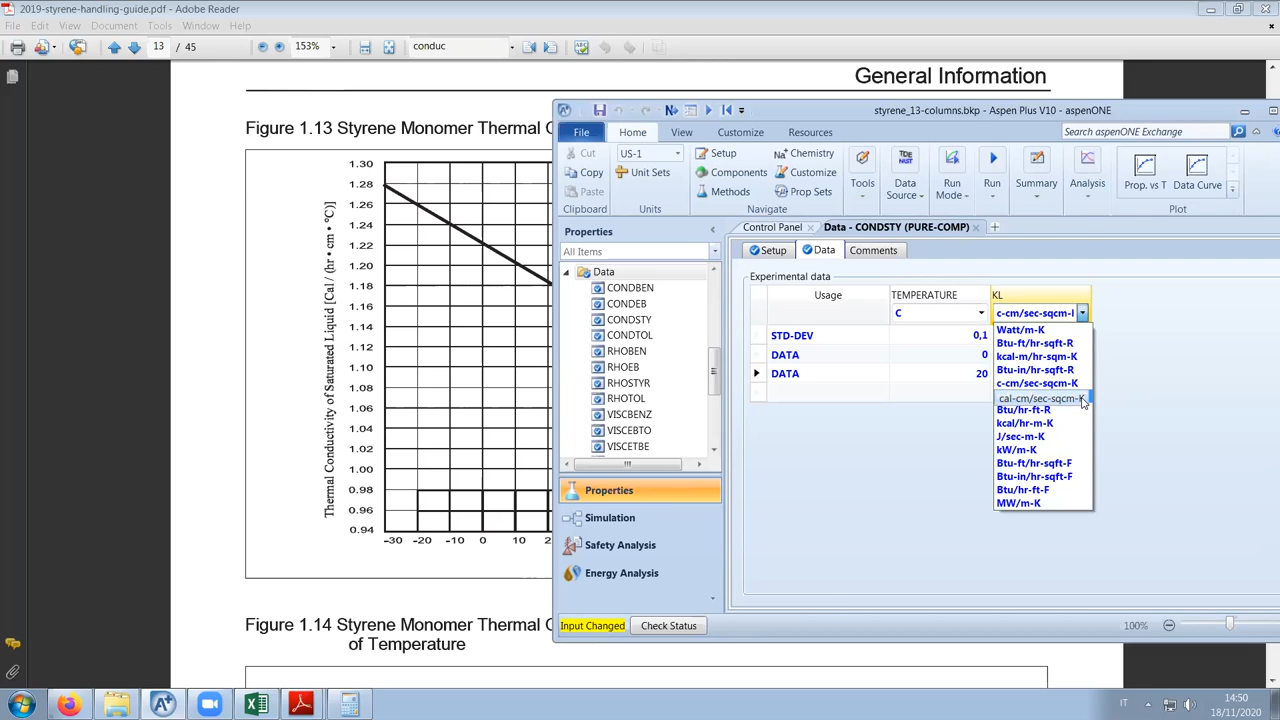 2019-styrene-handling-guide.pdf - Adobe Reader
File Edit View Document Tools Window Help
13 / 45 153% conduc
General Information
Figure 1.13 Styrene Monomer Thermal C
Thermal Conductivity of Saturated Liquid [Cal / (hr • cm • °C)]
1.30
1.28
1.26
1.24
1.22
1.20
1.18
1.16
1.14
1.12
1.10
1.08
1.06
1.04
1.02
1.00
0.98
0.96
0.94
-30 -20 -10 0 10 2
Figure 1.14 Styrene Monomer Thermal C
of Temperature
styrene_13-columns.bkp - Aspen Plus V10 - aspenONE
File Home View Customize Resources
Search aspenONE Exchange
Cut
Copy
Paste
Clipboard
US-1
Unit Sets
Units
Setup
Components
Methods
Chemistry
Customize
Prop Sets
Navigate
Tools
Data
Source
Run
Mode
Run
Summary
Analysis
Prop. vs T
Data Curve
Plot
Properties
All Items
Data
CONDBEN
CONDEB
CONDSTY
CONDTOL
RHOBEN
RHOEB
RHOSTYR
RHOTOL
VISCBENZ
VISCEBTO
VISCETBE
Properties
Simulation
Safety Analysis
Energy Analysis
Control Panel Data - CONDSTY (PURE-COMP)
Setup Data Comments
Experimental data
Usage TEMPERATURE KL
C c-cm/sec-sqcm-
STD-DEV 0,1
DATA 0
DATA 20
Watt/m-K
Btu-ft/hr-sqft-R
kcal-m/hr-sqm-K
Btu-in/hr-sqft-R
c-cm/sec-sqcm-K
cal-cm/sec-sqcm-K
Btu/hr-ft-R
kcal/hr-m-K
J/sec-m-K
kW/m-K
Btu-ft/hr-sqft-F
Btu-in/hr-sqft-F
Btu/hr-ft-F
MW/m-K
Input Changed Check Status
100%
IT
14:50
18/11/2020